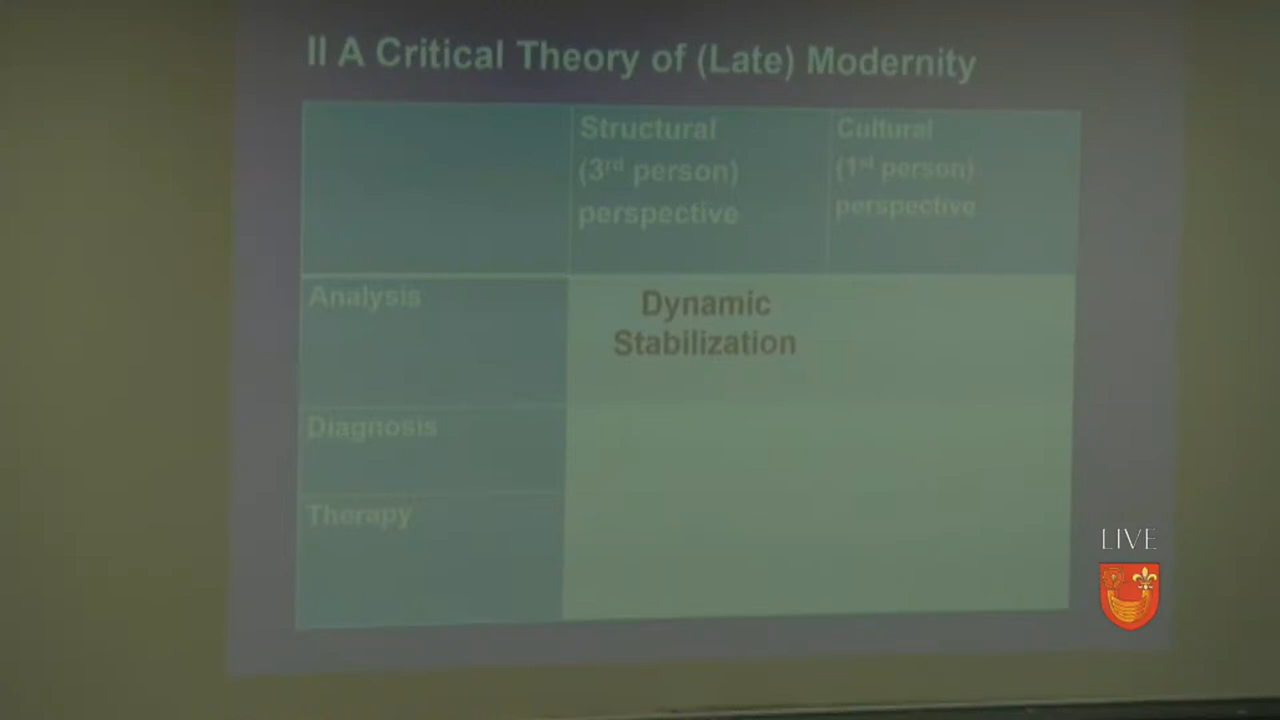 II A Critical Theory of (Late) Modernity
Structural
(3rd person)
perspective
Cultural
(1st person)
perspective
Analysis
Dynamic
Stabilization
Diagnosis
Therapy
LIVE